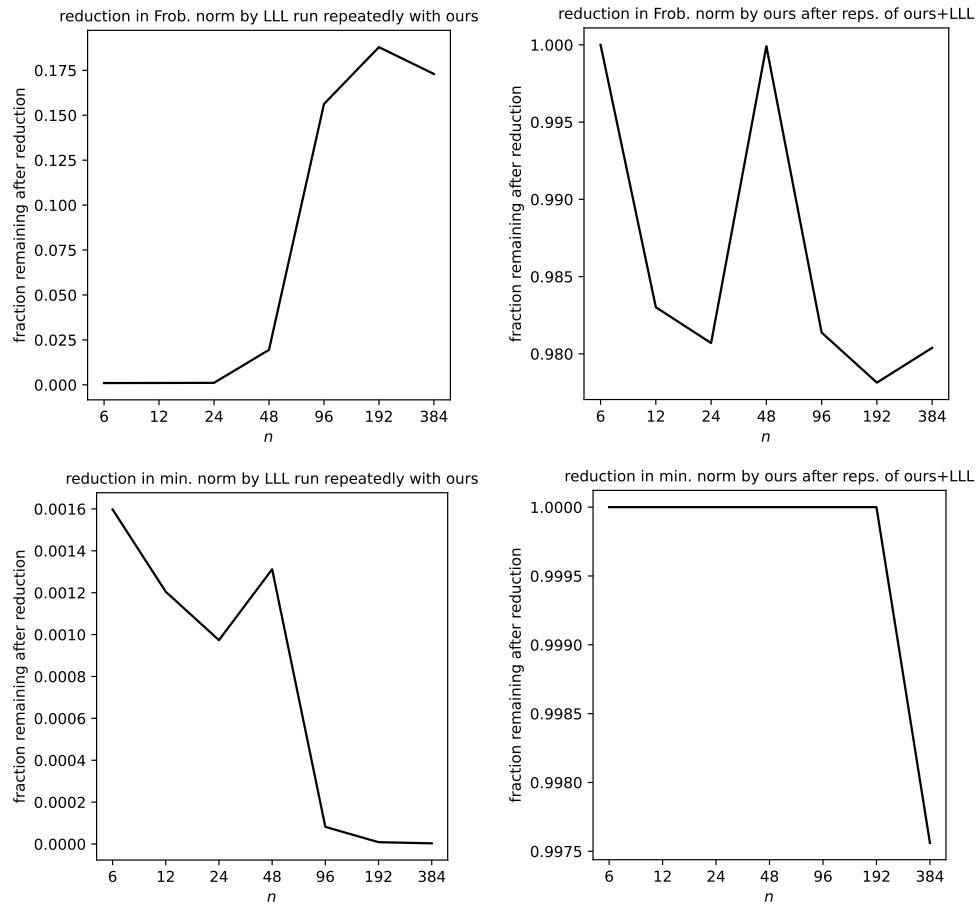 reduction in Frob. norm by LLL run repeatedly with ours
fraction remaining after reduction
0.175
0.150
0.125
0.100
0.075
0.050
0.025
0.000
6 12 24 48 96 192 384
n
reduction in Frob. norm by ours after reps. of ours+LLL
fraction remaining after reduction
1.000
0.995
0.990
0.985
0.980
6 12 24 48 96 192 384
n
reduction in min. norm by LLL run repeatedly with ours
fraction remaining after reduction
0.0016
0.0014
0.0012
0.0010
0.0008
0.0006
0.0004
0.0002
0.0000
6 12 24 48 96 192 384
n
reduction in min. norm by ours after reps. of ours+LLL
fraction remaining after reduction
1.0000
0.9995
0.9990
0.9985
0.9980
0.9975
6 12 24 48 96 192 384
n